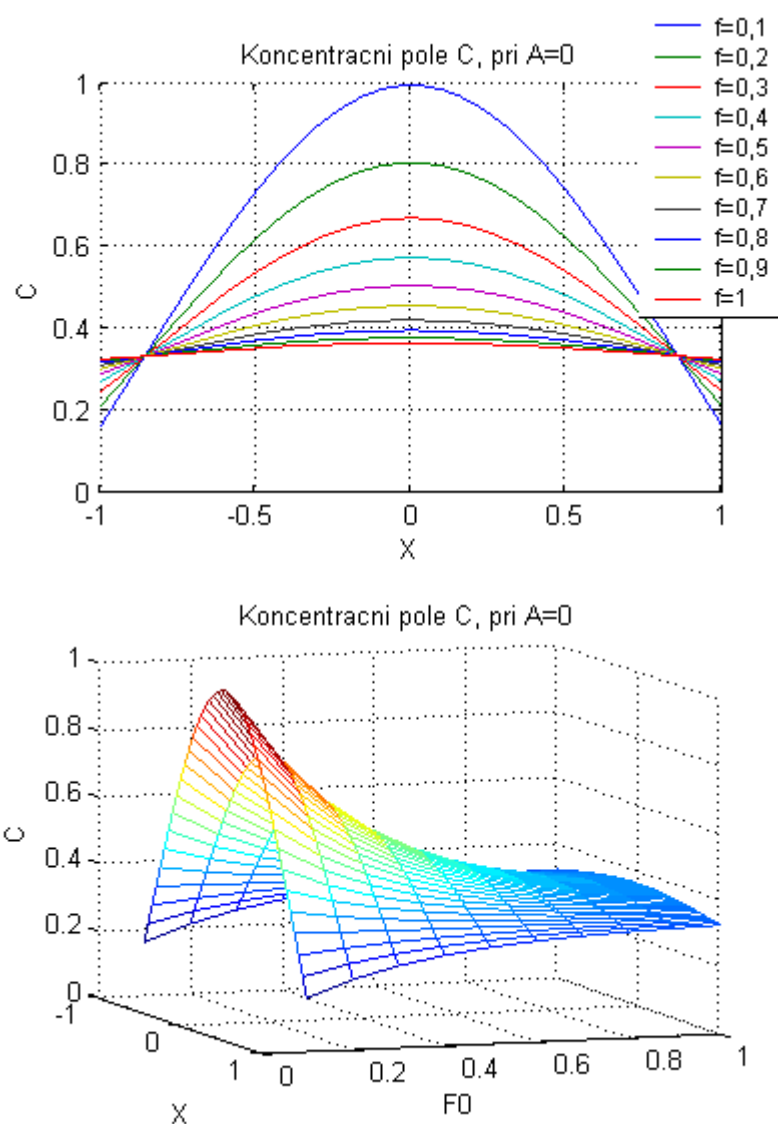 Koncentracni pole C, pri A=0
f=0,1
f=0,2
f=0,3
f=0,4
f=0,5
f=0,6
f=0,7
f=0,8
f=0,9
f=1
1
0.8
0.6
0.4
0.2
0
C
-1
-0.5
0
0.5
1
X
Koncentracni pole C, pri A=0
1
0.8
0.6
0.4
0.2
0
C
-1
0
1
X
0
0.2
0.4
0.6
0.8
1
F0